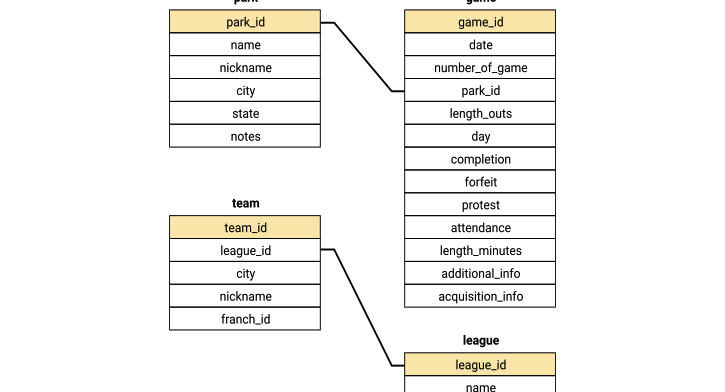 park
park_id
name
nickname
city
state
notes
game
game_id
date
number_of_game
park_id
length_outs
day
completion
forfeit
protest
attendance
length_minutes
additional_info
acquisition_info
team
team_id
league_id
city
nickname
franch_id
league
league_id
name